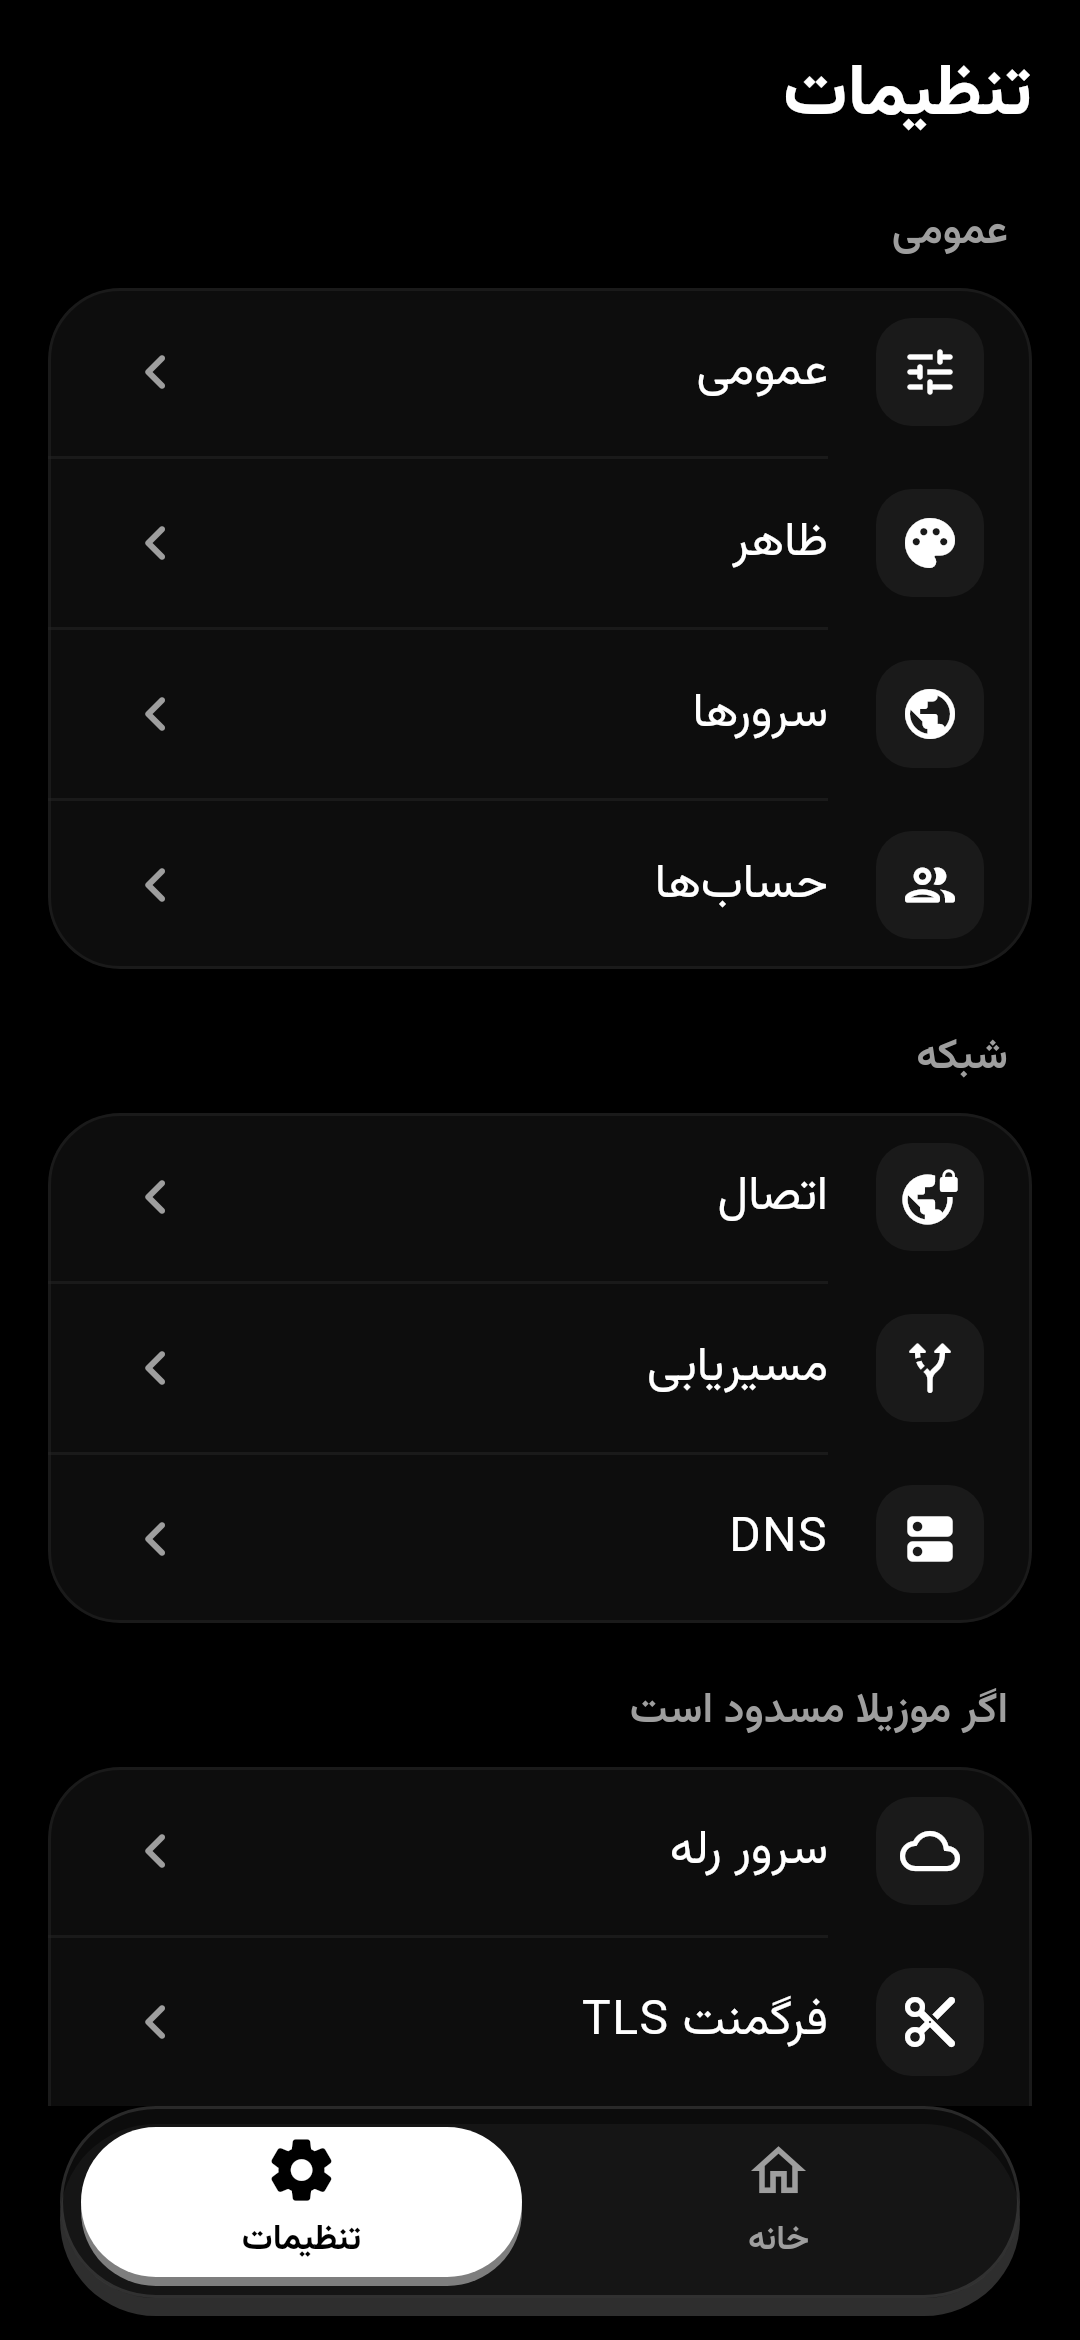 تنظیمات
عمومی
عمومی
ظاهر
سرورها
حساب‌ها
شبکه
اتصال
مسیریابی
DNS
اگر موزیلا مسدود است
سرور رله
فرگمنت TLS
خانه
تنظیمات